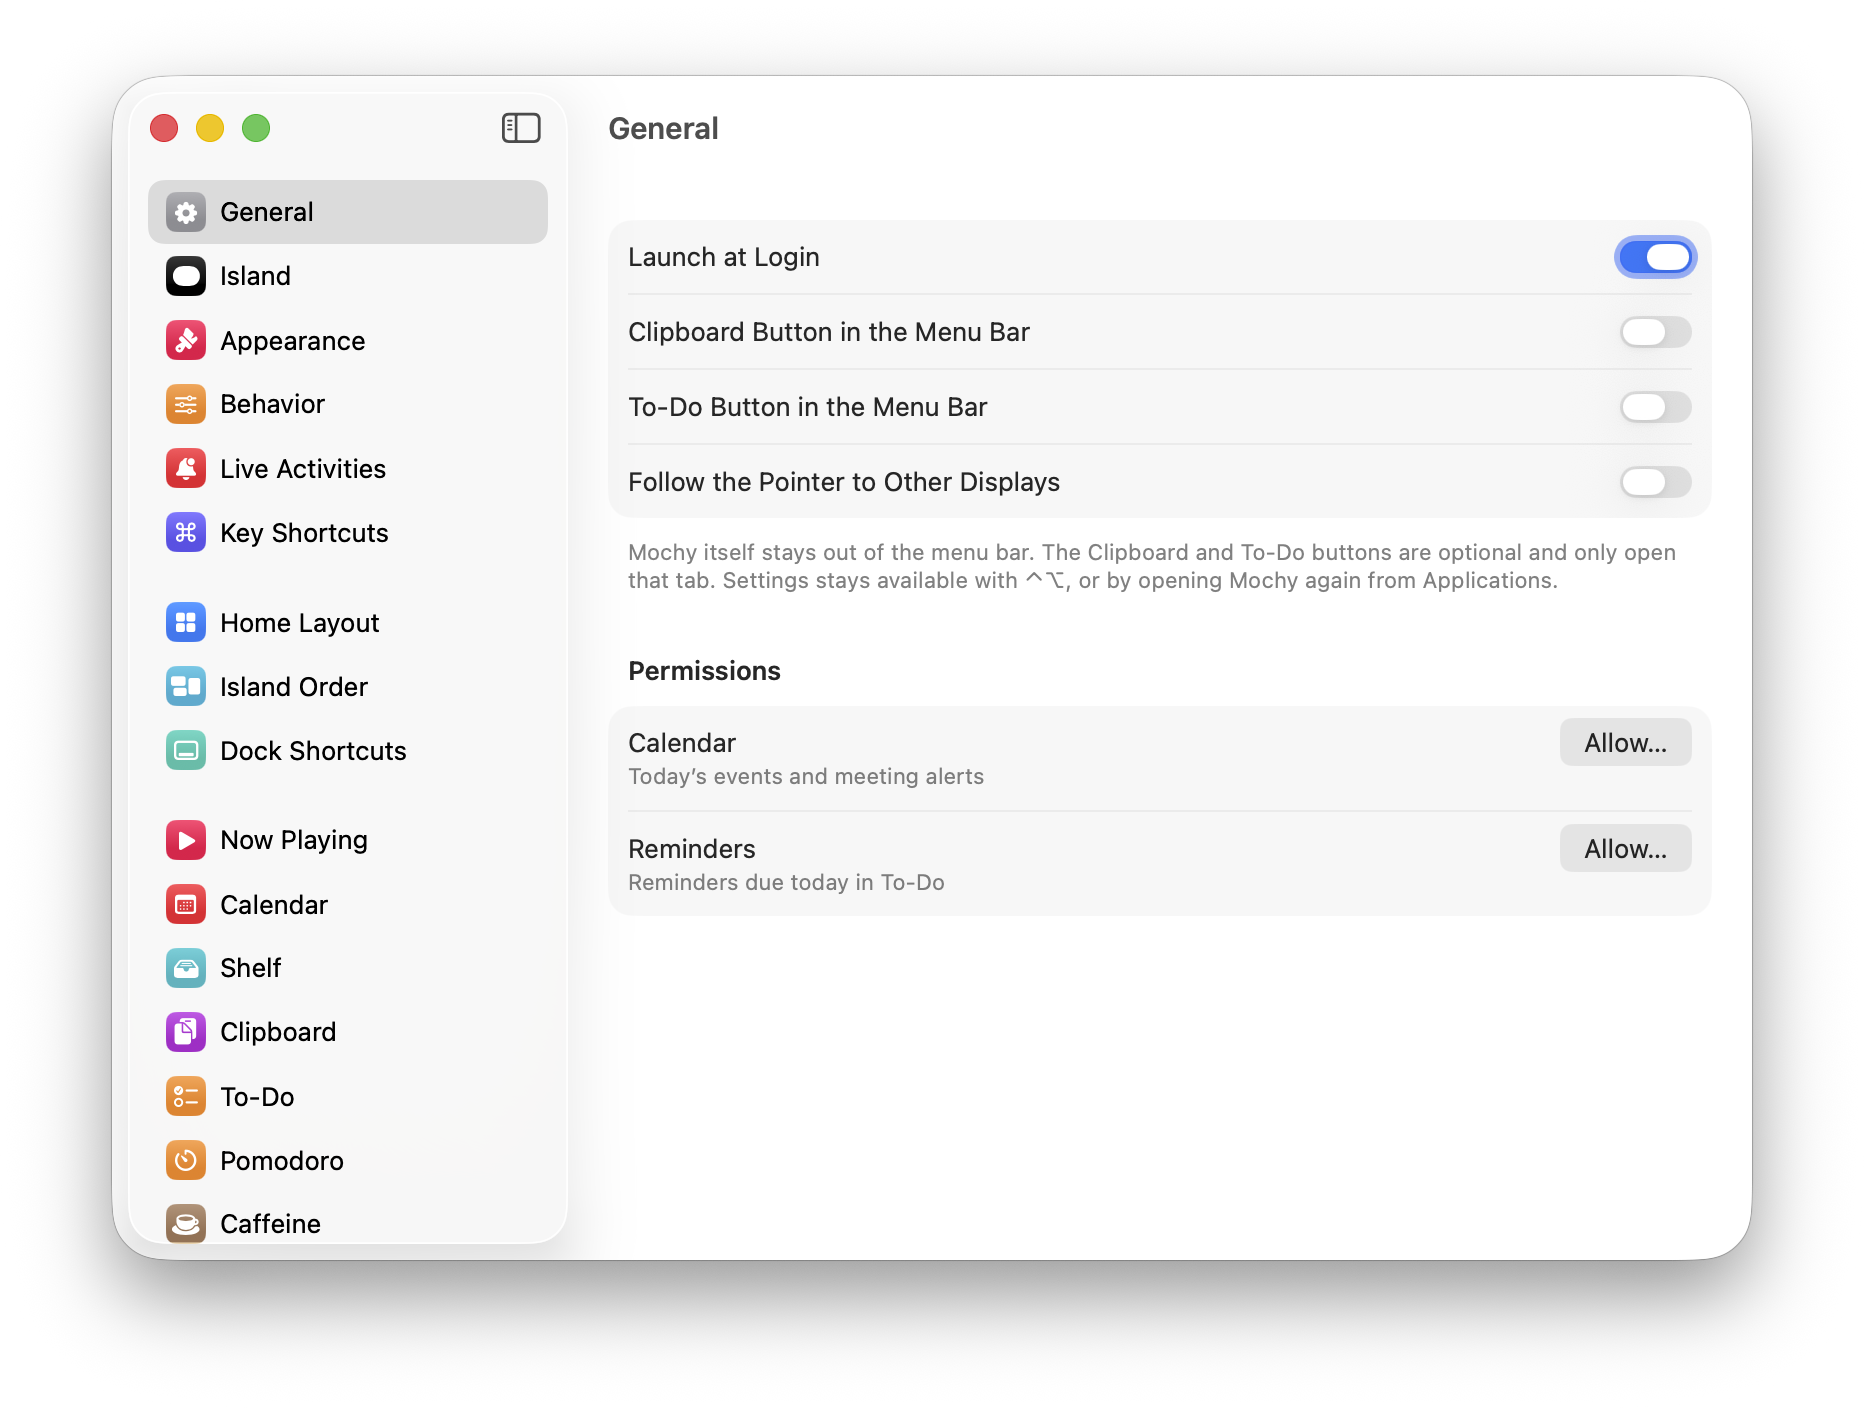 General
Island
Appearance
Behavior
Live Activities
Key Shortcuts
Home Layout
Island Order
Dock Shortcuts
Now Playing
Calendar
Shelf
Clipboard
To-Do
Pomodoro
Caffeine
General
Launch at Login
Clipboard Button in the Menu Bar
To-Do Button in the Menu Bar
Follow the Pointer to Other Displays
Mochy itself stays out of the menu bar. The Clipboard and To-Do buttons are optional and only open
that tab. Settings stays available with ⌃⌥, or by opening Mochy again from Applications.
Permissions
Calendar
Allow...
Today’s events and meeting alerts
Reminders
Allow...
Reminders due today in To-Do